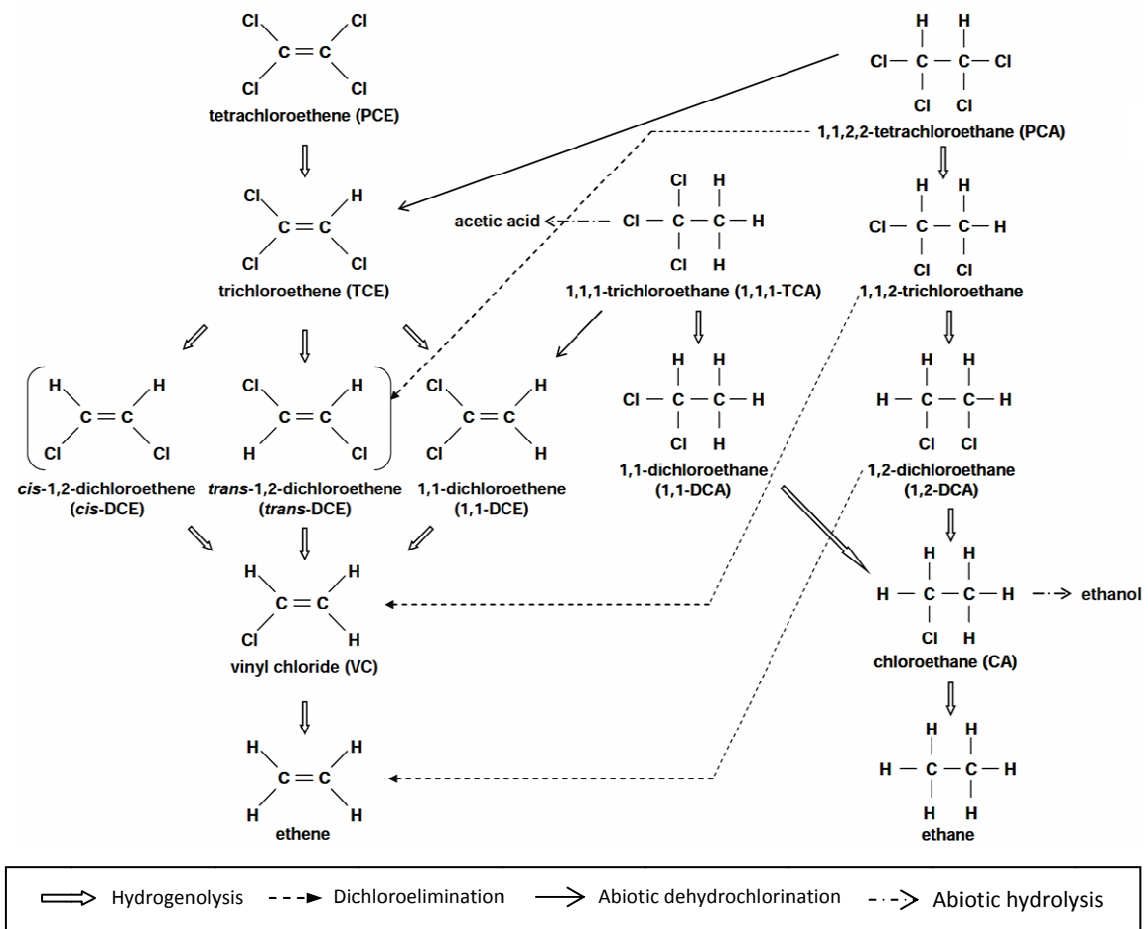 Cl Cl
C = C
Cl Cl
tetrachloroethene (PCE)
H H
Cl — C — C — Cl
Cl Cl
1,1,2,2-tetrachloroethane (PCA)
Cl H
C = C
Cl Cl
trichloroethene (TCE)
acetic acid
Cl H
Cl — C — C — H
Cl H
1,1,1-trichloroethane (1,1,1-TCA)
H H
Cl — C — C — H
Cl Cl
1,1,2-trichloroethane
H H
C = C
Cl Cl
cis-1,2-dichloroethene
(cis-DCE)
Cl H
C = C
H Cl
trans-1,2-dichloroethene
(trans-DCE)
Cl H
C = C
Cl H
1,1-dichloroethene
(1,1-DCE)
H H
Cl — C — C — H
Cl H
1,1-dichloroethane
(1,1-DCA)
H H
H — C — C — H
Cl Cl
1,2-dichloroethane
(1,2-DCA)
H H
C = C
Cl H
vinyl chloride (VC)
H H
H — C — C — H
Cl H
chloroethane (CA)
ethanol
H H
C = C
H H
ethene
H H
H — C — C — H
H H
ethane
Hydrogenolysis
Dichloroelimination
Abiotic dehydrochlorination
Abiotic hydrolysis